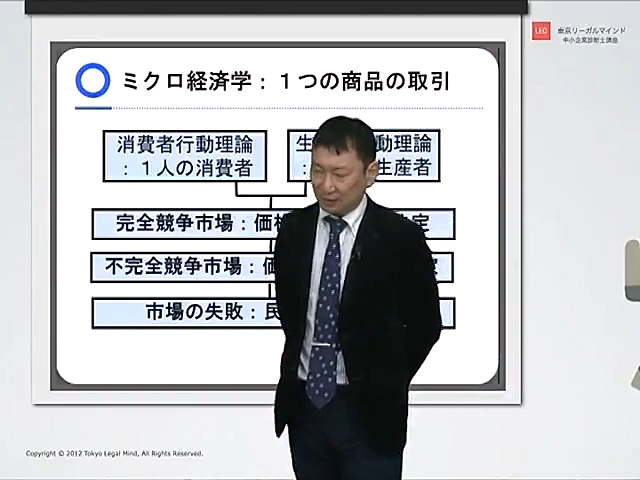 LEC 東京リーガルマインド
中小企業診断士講座
ミクロ経済学：１つの商品の取引
消費者行動理論
：１人の消費者
生 動理論
： 生産者
完全競争市場：価 定
不完全競争市場：価
市場の失敗：民
Copyright © 2012 Tokyo Legal Mind, All Rights Reserved.